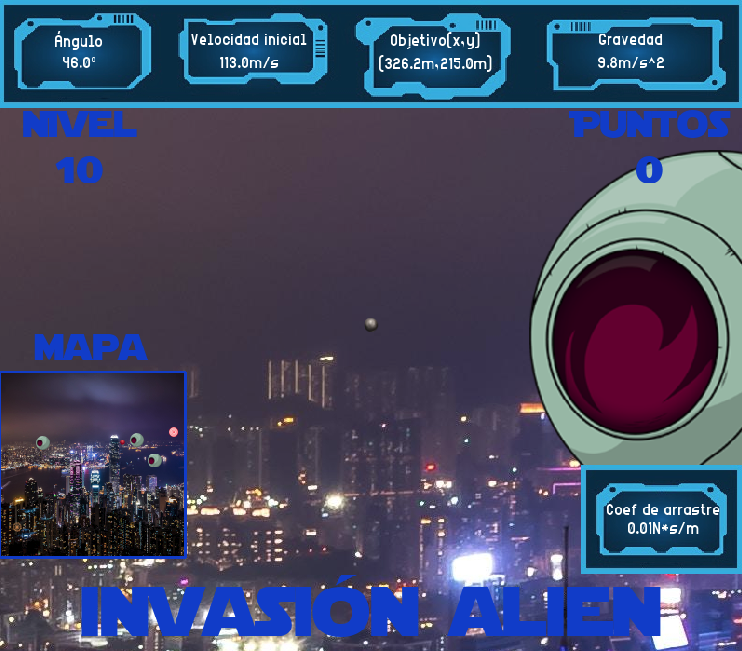 Ángulo
46.0°
Velocidad inicial
113.0m/s
Objetivo(x,y)
(326.2m,215.0m)
Gravedad
9.8m/s^2
NIVEL
10
PUNTOS
0
MAPA
Coef de arrastre
0.01N*s/m
INVASIÓN ALIEN